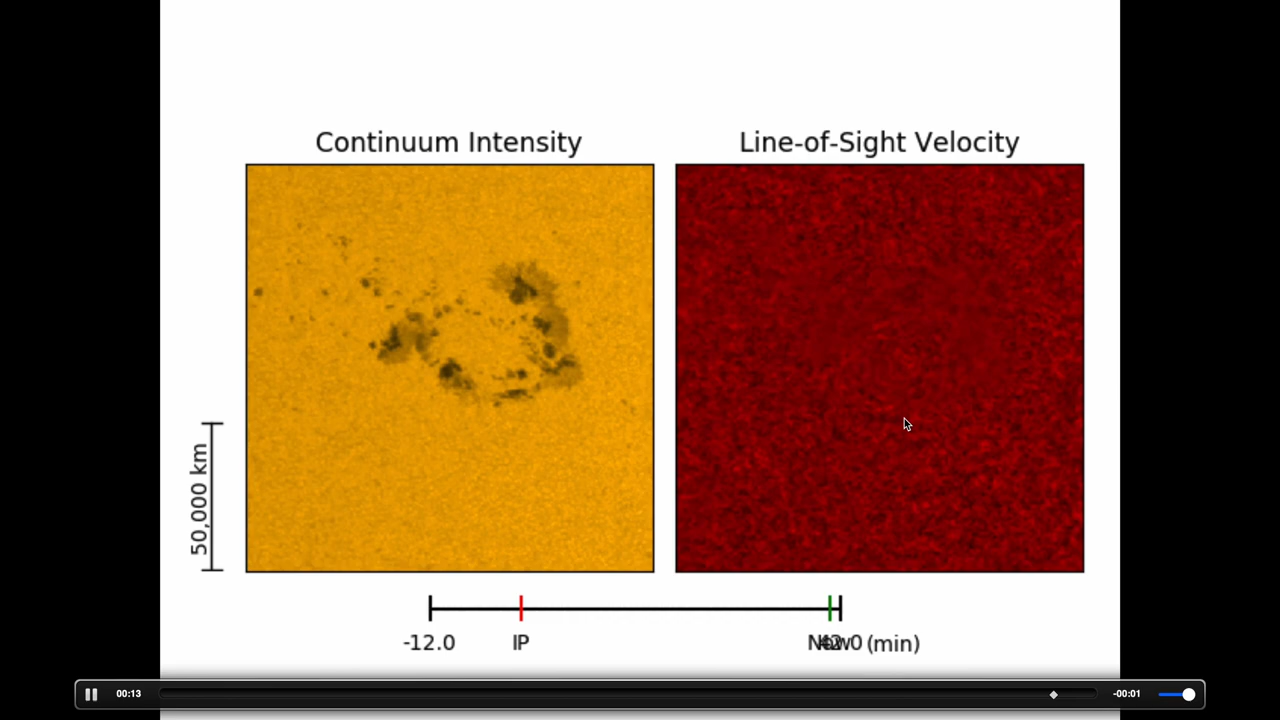 Continuum Intensity
Line-of-Sight Velocity
50,000 km
-12.0 IP (min)
00:13 -00:01